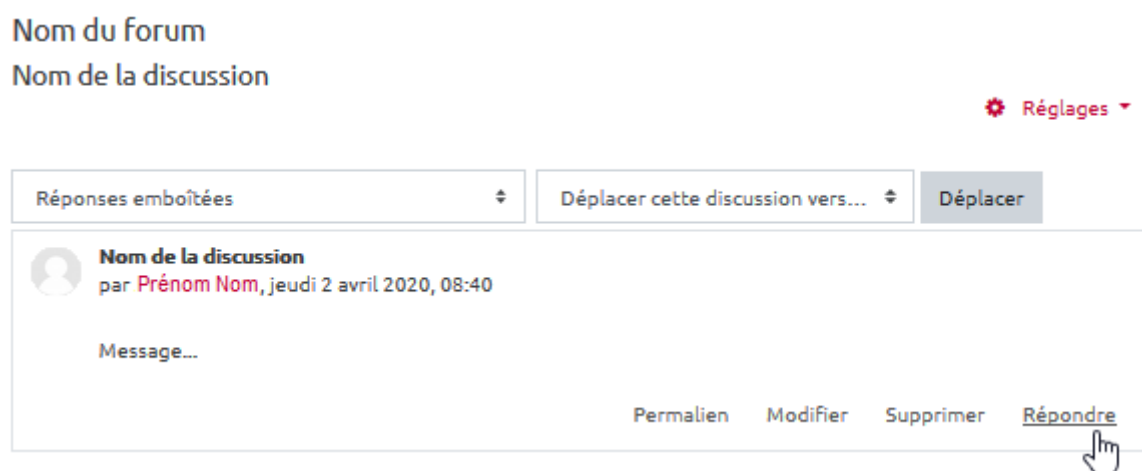 Nom du forum
Nom de la discussion
Réglages
Réponses emboîtées
Déplacer cette discussion vers...
Déplacer
Nom de la discussion
par Prénom Nom, jeudi 2 avril 2020, 08:40
Message...
Permalien Modifier Supprimer Répondre